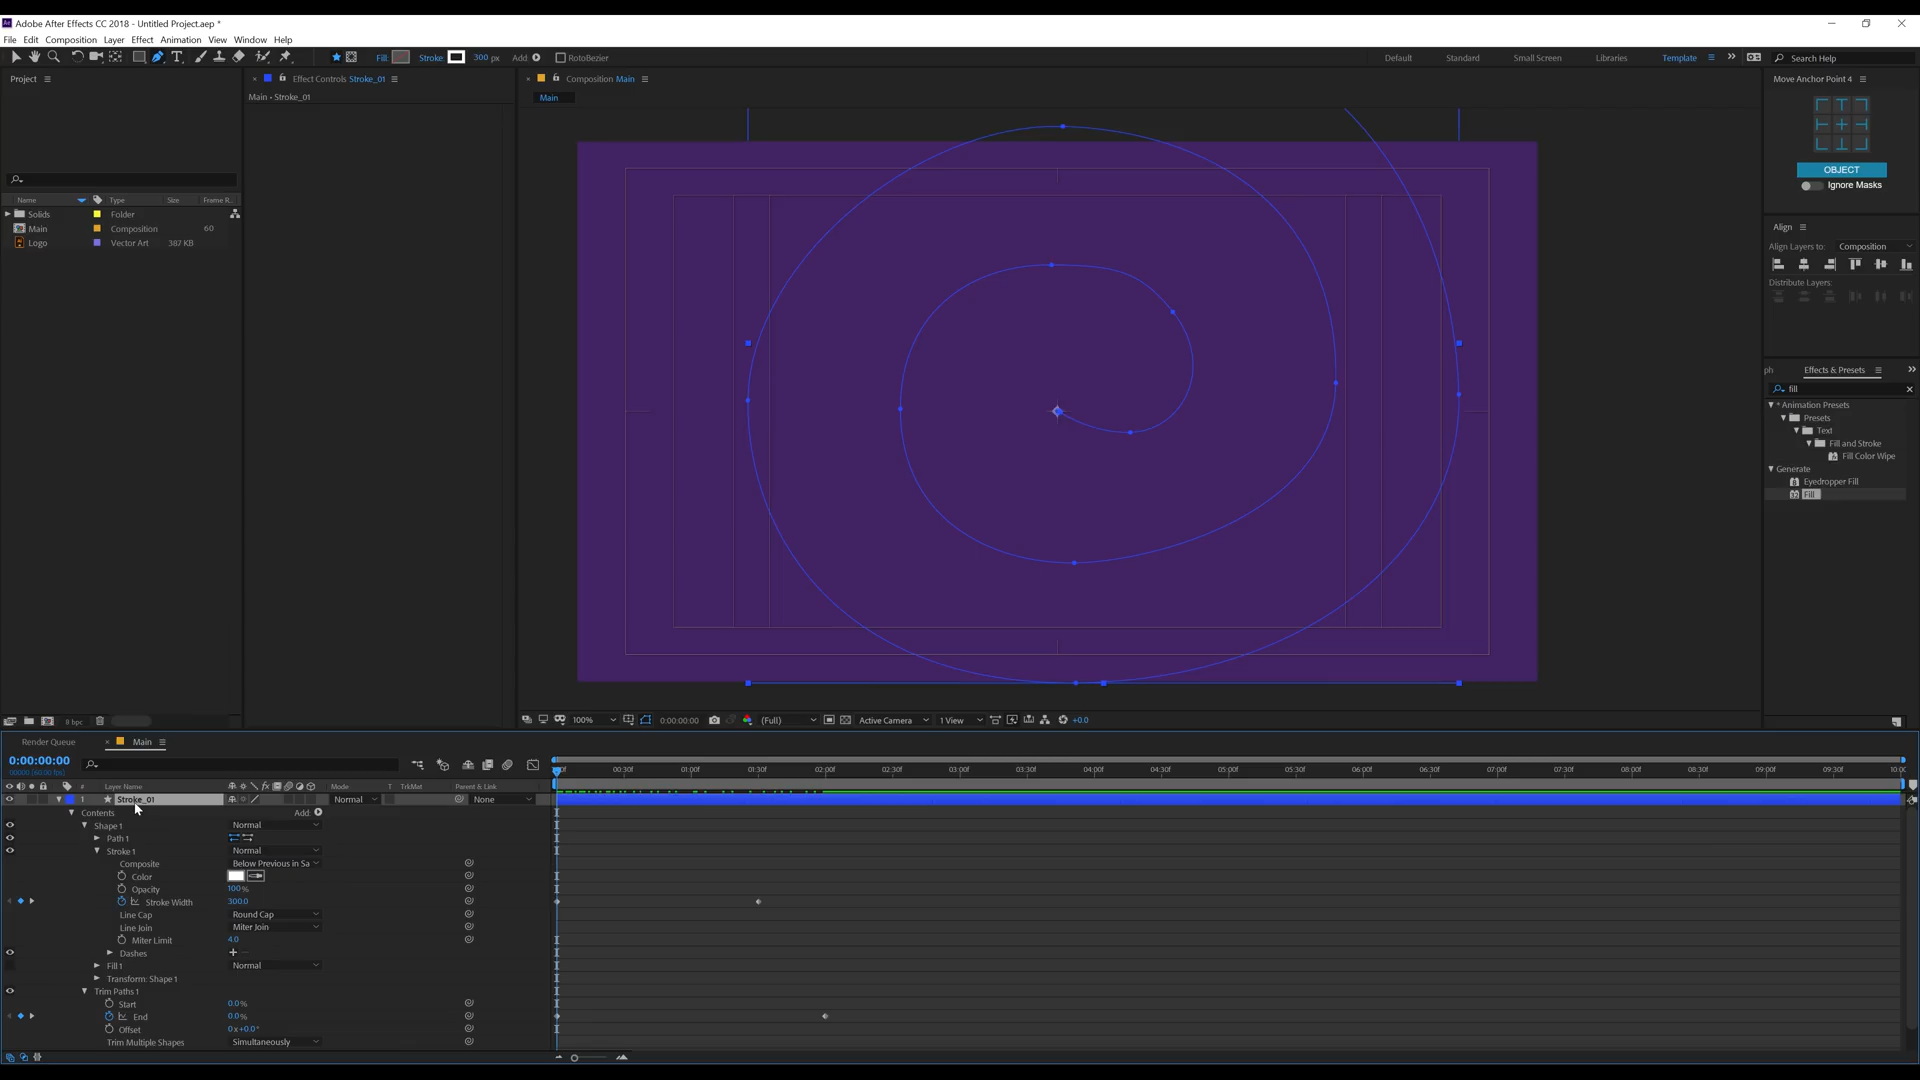 Adobe After Effects CC 2018 - Untitled Project.aep *
File Edit Composition Layer Effect Animation View Window Help
Fill: Stroke: 300 px Add: RotoBezier Default Standard Small Screen Libraries Template Search Help
Project Effect Controls Stroke_01 Composition Main Move Anchor Point 4
Main • Stroke_01 Main
OBJECT
Ignore Masks
Name Type Size Frame R...
Solids Folder
Main Composition 60
Logo Vector Art 387 KB
Align
Align Layers to: Composition
Distribute Layers:
ph Effects & Presets
fill
* Animation Presets
Presets
Text
Fill and Stroke
Fill Color Wipe
Generate
Eyedropper Fill
Fill
8 bpc 100% 0:00:00:00 (Full) Active Camera 1 View +0.0
Render Queue Main
0:00:00:00
00000 (60.00 fps)
:00f 00:30f 01:00f 01:30f 02:00f 02:30f 03:00f 03:30f 04:00f 04:30f 05:00f 05:30f 06:00f 06:30f 07:00f 07:30f 08:00f 08:30f 09:00f 09:30f 10:00
# Layer Name Mode T TrkMat Parent & Link
1 Stroke_01 Normal None
Contents Add:
Shape 1 Normal
Path 1
Stroke 1 Normal
Composite Below Previous in Sa
Color
Opacity 100%
Stroke Width 300.0
Line Cap Round Cap
Line Join Miter Join
Miter Limit 4.0
Dashes + -
Fill 1 Normal
Transform: Shape 1
Trim Paths 1
Start 0.0%
End 0.0%
Offset 0x+0.0°
Trim Multiple Shapes Simultaneously